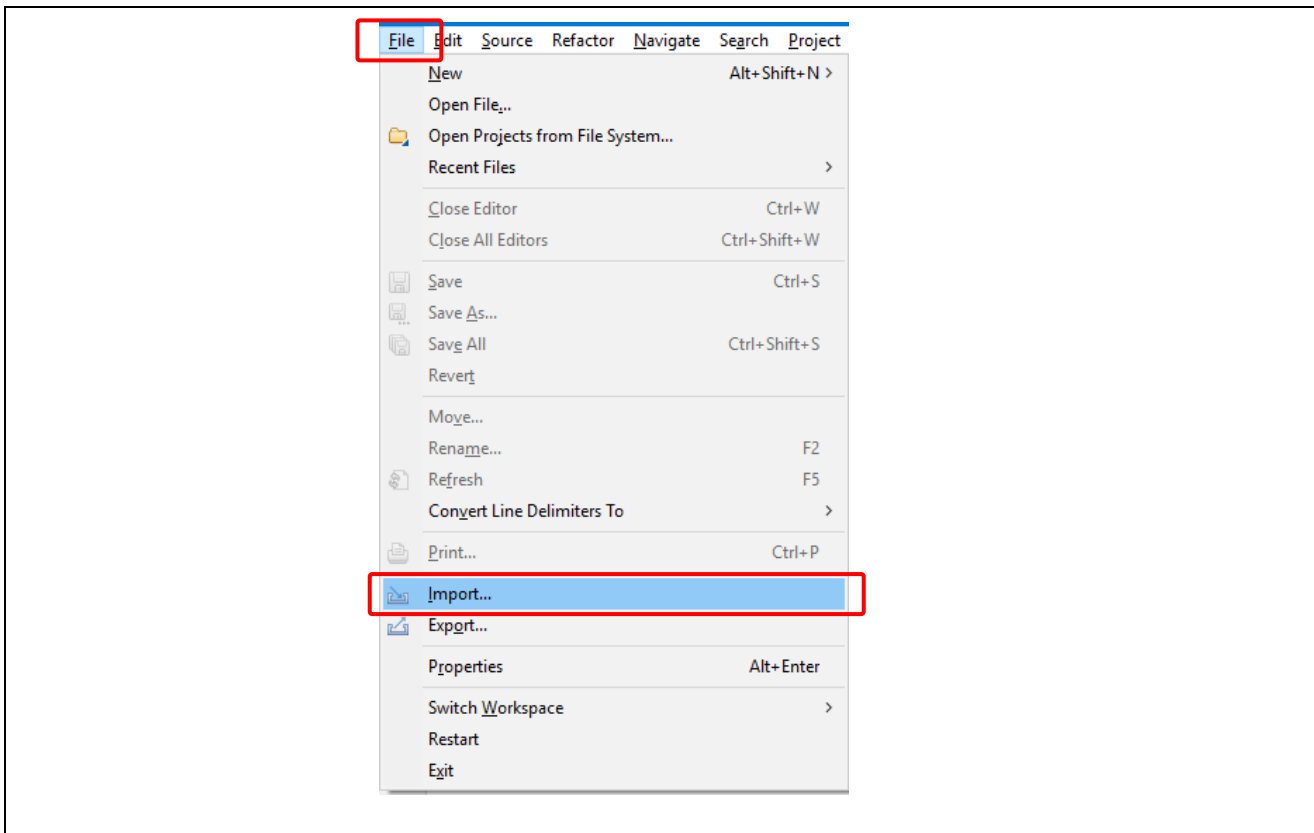 File Edit Source Refactor Navigate Search Project
New Alt+Shift+N >
Open File...
Open Projects from File System...
Recent Files >
Close Editor Ctrl+W
Close All Editors Ctrl+Shift+W
Save Ctrl+S
Save As...
Save All Ctrl+Shift+S
Revert
Move...
Rename... F2
Refresh F5
Convert Line Delimiters To >
Print... Ctrl+P
Import...
Export...
Properties Alt+Enter
Switch Workspace >
Restart
Exit